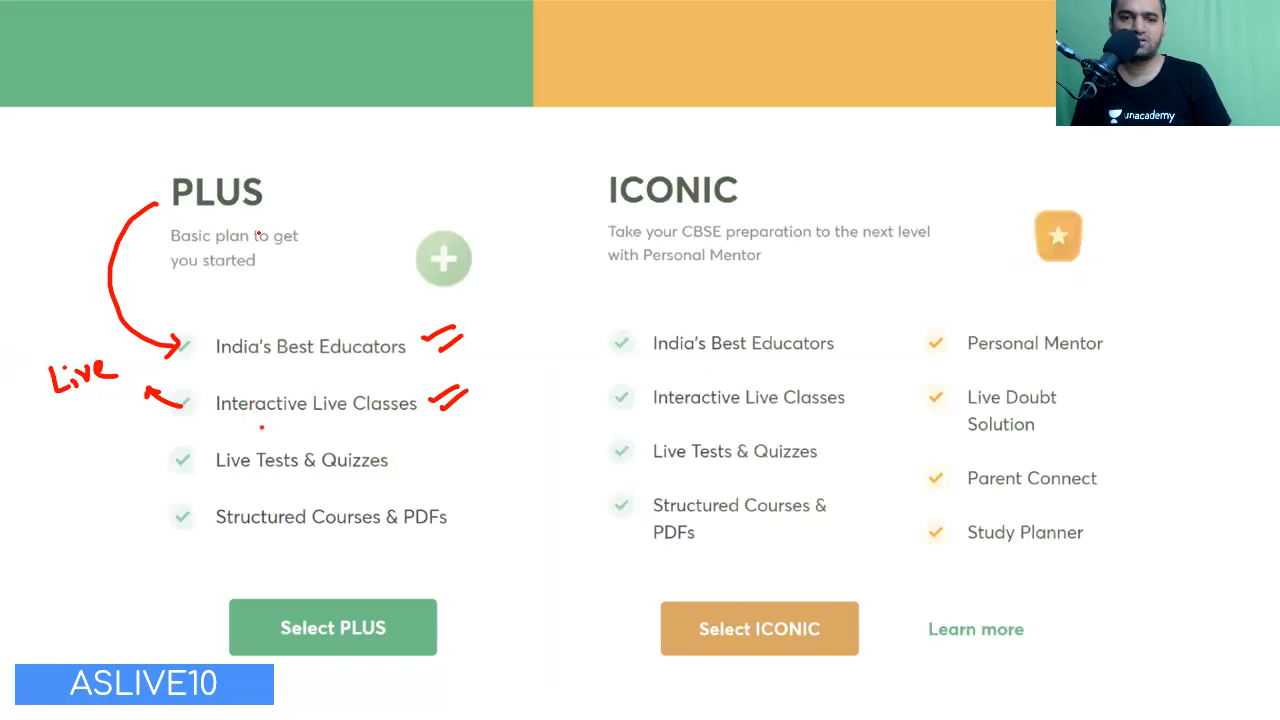 unacademy
PLUS
Basic plan to get
you started
India's Best Educators
Live
Interactive Live Classes
Live Tests & Quizzes
Structured Courses & PDFs
Select PLUS
ICONIC
Take your CBSE preparation to the next level
with Personal Mentor
India's Best Educators
Interactive Live Classes
Live Tests & Quizzes
Structured Courses &
PDFs
Personal Mentor
Live Doubt
Solution
Parent Connect
Study Planner
Select ICONIC
Learn more
ASLIVE10